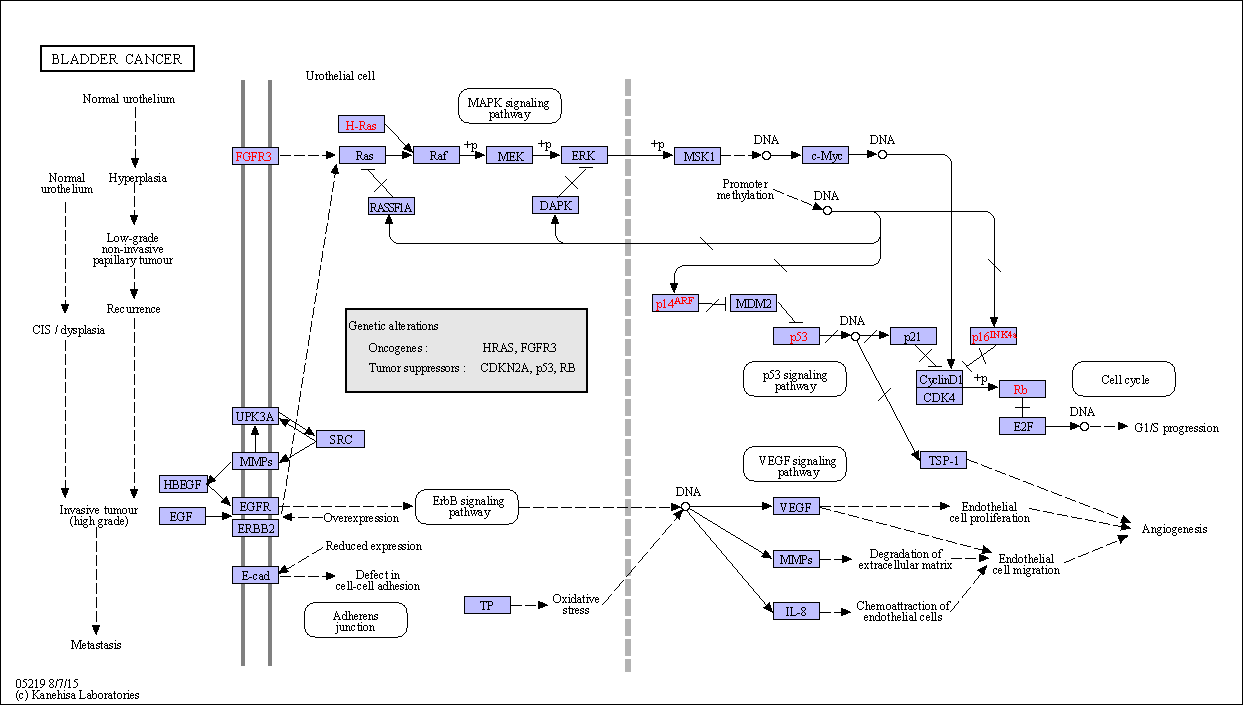 BLADDER CANCER
Urothelial cell
Normal urothelium
MAPK signaling
pathway
H-Ras
FGFR3
Ras
Raf
+p
MEK
+p
ERK
+p
MSK1
DNA
c-Myc
DNA
Normal
urothelium
Hyperplasia
Promoter
methylation
DNA
RASSF1A
DAPK
Low-grade
non-invasive
papillary tumour
Recurrence
CIS / dysplasia
p14ARF
MDM2
p53
DNA
p21
p16INK4a
Genetic alterations
Oncogenes : HRAS, FGFR3
Tumor suppressors : CDKN2A, p53, RB
p53 signaling
pathway
CyclinD1
CDK4
+p
Rb
Cell cycle
E2F
DNA
G1/S progression
UPK3A
SRC
MMPs
VEGF signaling
pathway
TSP-1
HBEGF
EGF
EGFR
ERBB2
Overexpression
ErbB signaling
pathway
DNA
VEGF
Endothelial
cell proliferation
Angiogenesis
Invasive tumour
(high grade)
Reduced expression
E-cad
Defect in
cell-cell adhesion
MMPs
Degradation of
extracellular matrix
Endothelial
cell migration
TP
Oxidative
stress
IL-8
Chemoattraction of
endothelial cells
Adherens
junction
Metastasis
05219 8/7/15
(c) Kanehisa Laboratories